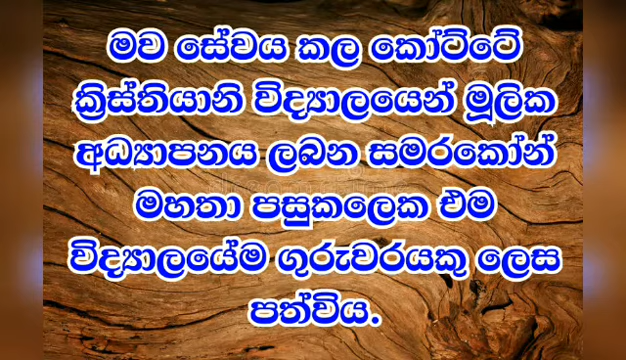 මව සේවය කල කෝට්ටේ
ක්‍රිස්තියානි විද්‍යාලයෙන් මූලික
අධ්‍යාපනය ලබන සමරකෝන්
මහතා පසුකලෙක එම
විද්‍යාලයේම ගුරුවරයකු ලෙස
පත්විය.